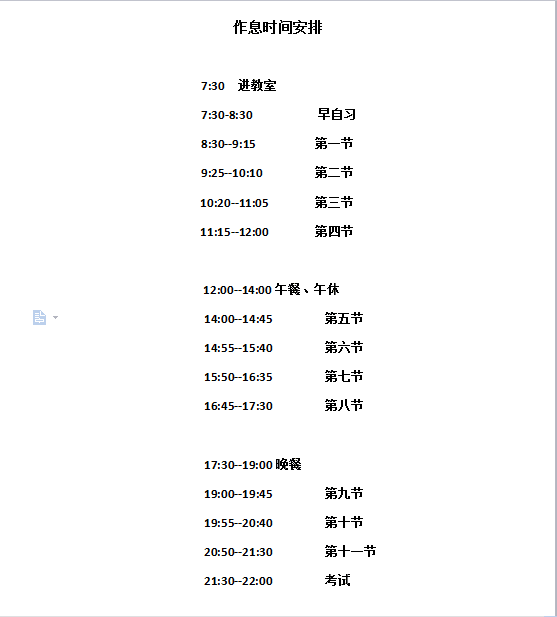 作息时间安排
7:30 进教室
7:30-8:30 早自习
8:30--9:15 第一节
9:25--10:10 第二节
10:20--11:05 第三节
11:15--12:00 第四节
12:00--14:00 午餐、午休
14:00--14:45 第五节
14:55--15:40 第六节
15:50--16:35 第七节
16:45--17:30 第八节
17:30--19:00 晚餐
19:00--19:45 第九节
19:55--20:40 第十节
20:50--21:30 第十一节
21:30--22:00 考试